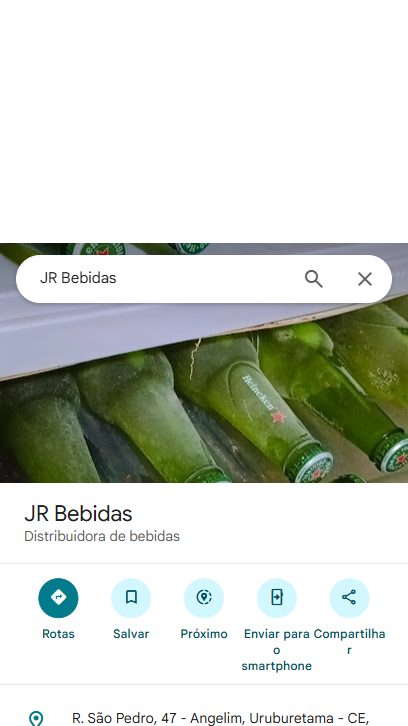 JR Bebidas
Heineken
JR Bebidas
Distribuidora de bebidas
Rotas
Salvar
Próximo
Enviar para o smartphone
Compartilhar
R. São Pedro, 47 - Angelim, Uruburetama - CE,